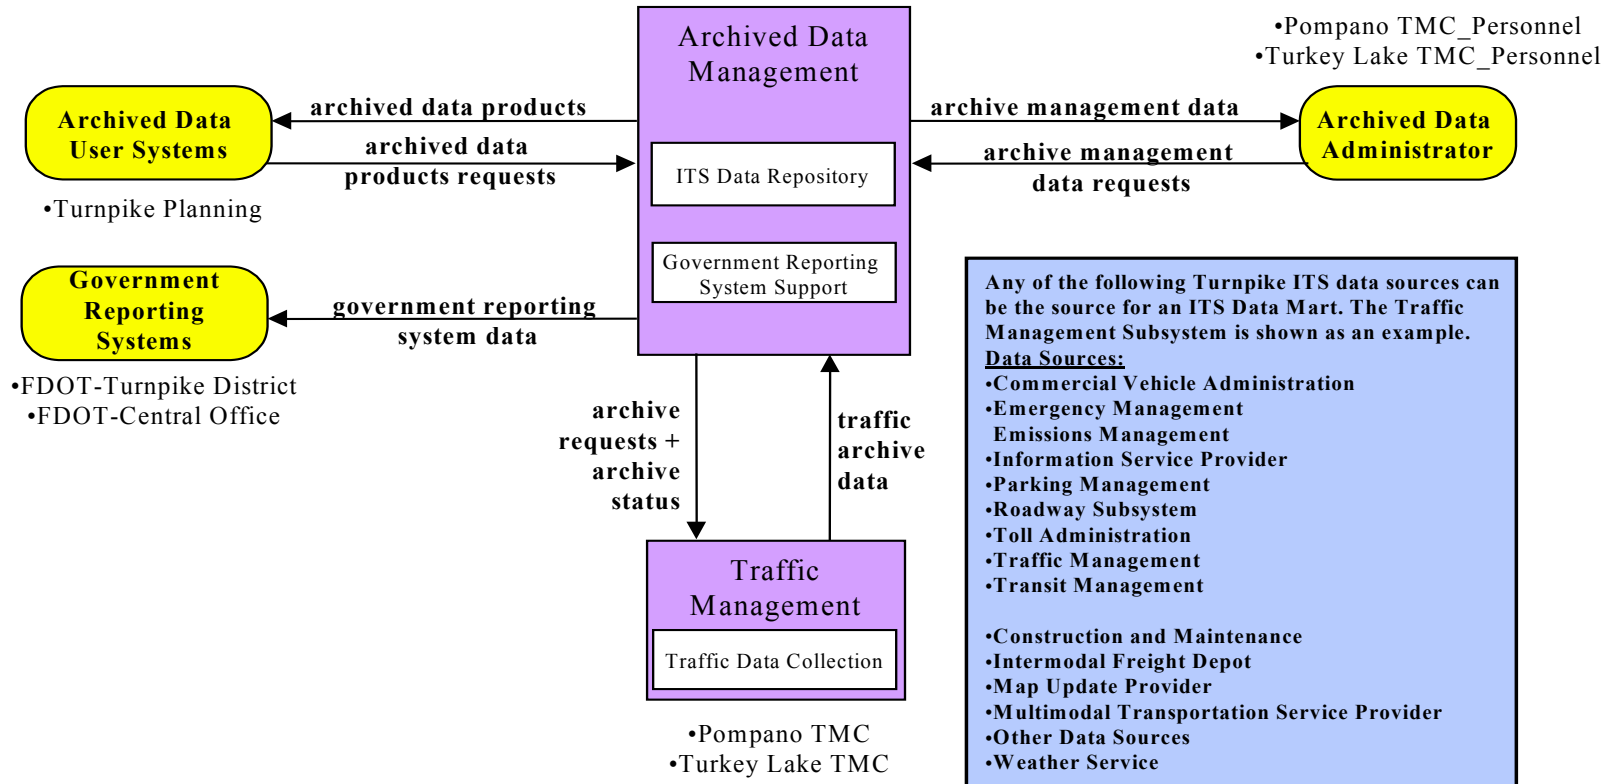 Archived Data
Management
•Pompano TMC_Personnel
•Turkey Lake TMC_Personnel
archived data products
archive management data
Archived Data
User Systems
Archived Data
Administrator
archived data
products requests
archive management
data requests
ITS Data Repository
•Turnpike Planning
Government Reporting
System Support
Government
Reporting
Systems
government reporting
system data
•FDOT-Turnpike District
•FDOT-Central Office
archive
requests +
archive
status
traffic
archive
data
Traffic
Management
Traffic Data Collection
•Pompano TMC
•Turkey Lake TMC
Any of the following Turnpike ITS data sources can
be the source for an ITS Data Mart. The Traffic
Management Subsystem is shown as an example.
Data Sources:
•Commercial Vehicle Administration
•Emergency Management
Emissions Management
•Information Service Provider
•Parking Management
•Roadway Subsystem
•Toll Administration
•Traffic Management
•Transit Management
•Construction and Maintenance
•Intermodal Freight Depot
•Map Update Provider
•Multimodal Transportation Service Provider
•Other Data Sources
•Weather Service